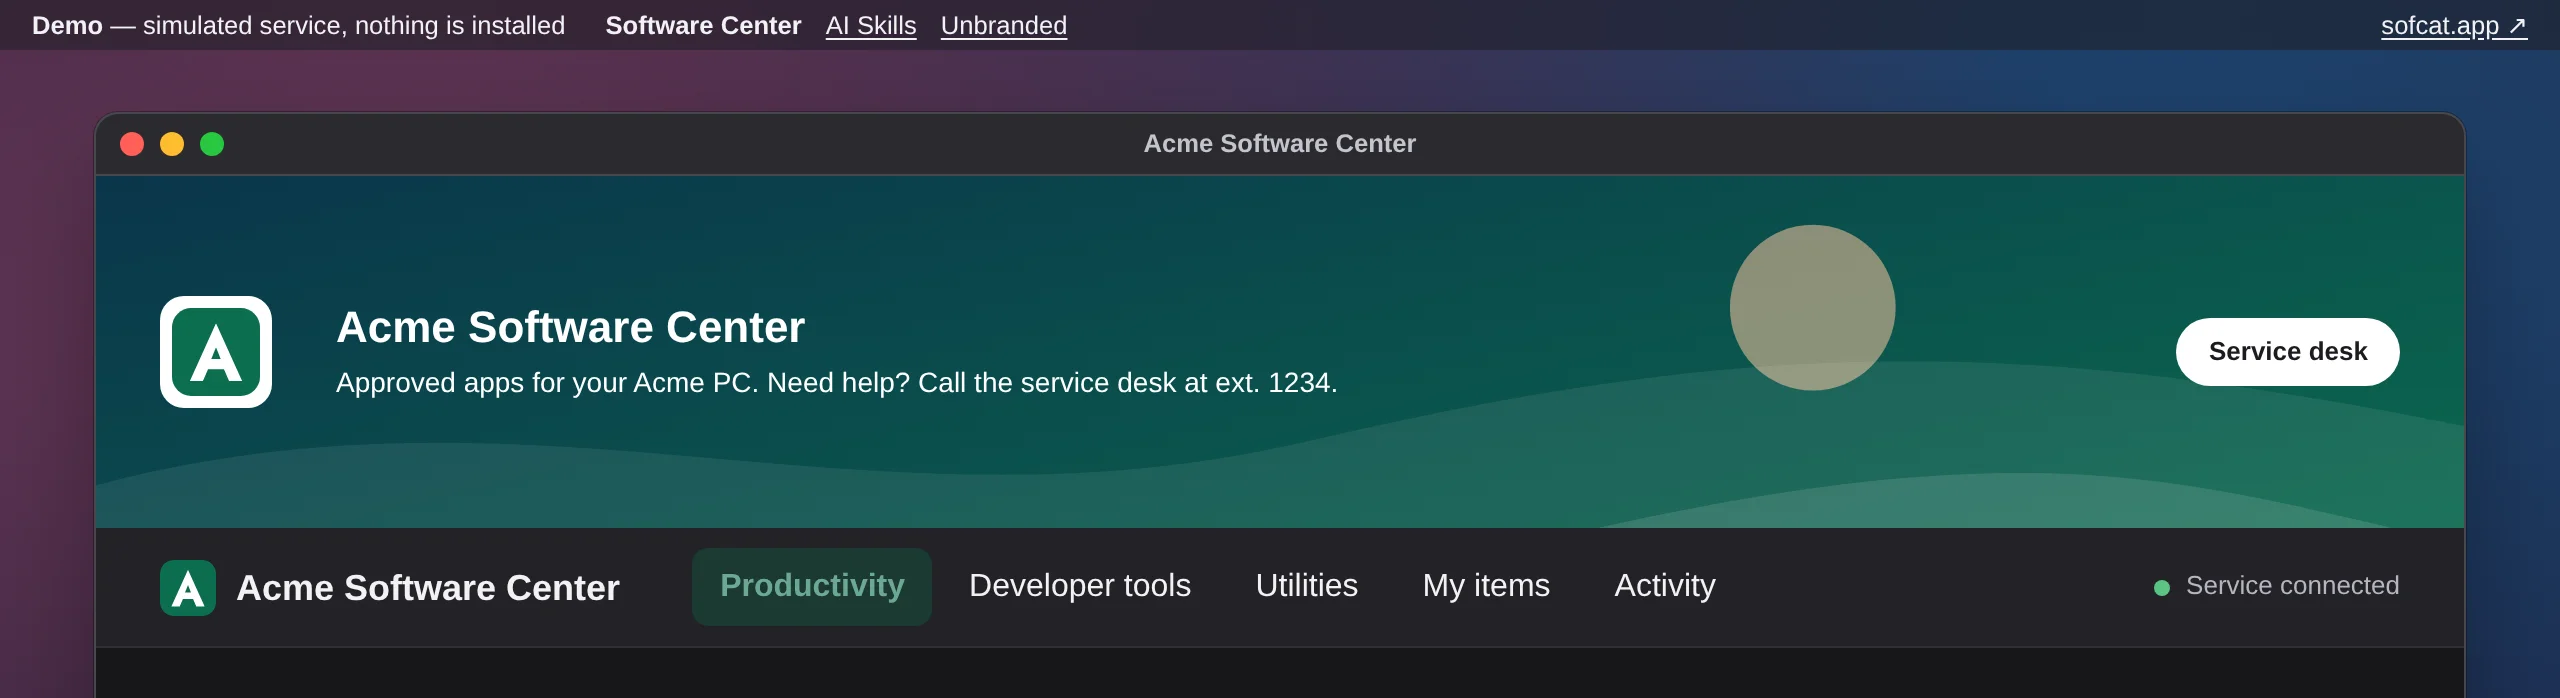 Demo — simulated service, nothing is installed Software Center AI Skills Unbranded sofcat.app ↗
Acme Software Center
A
Acme Software Center
Approved apps for your Acme PC. Need help? Call the service desk at ext. 1234.
Service desk
A Acme Software Center Productivity Developer tools Utilities My items Activity Service connected